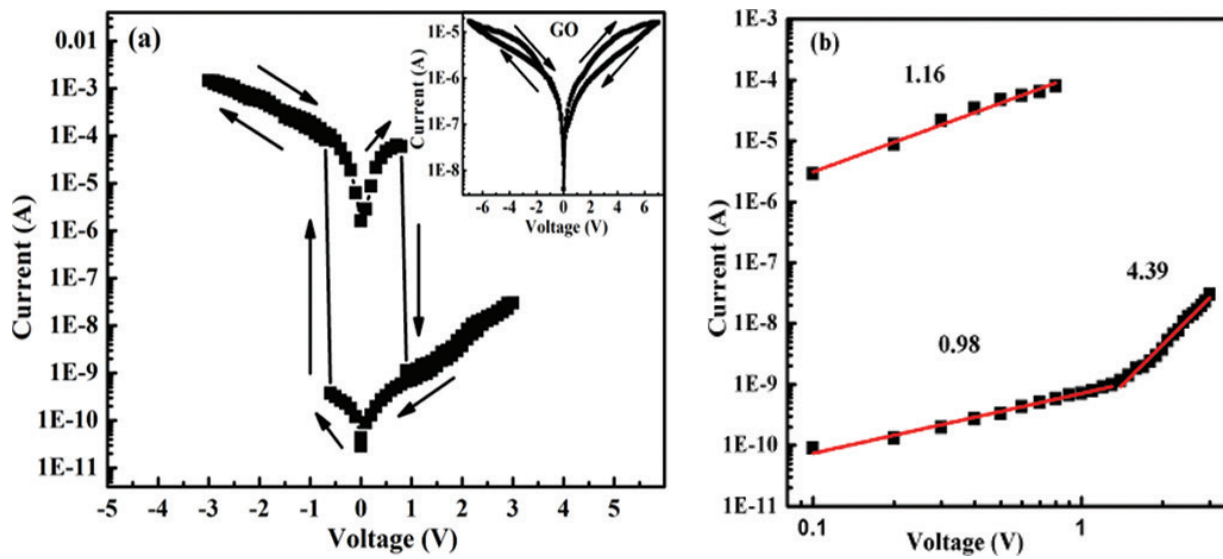 (a)
Current (A)
0.01
1E-3
1E-4
1E-5
1E-6
1E-7
1E-8
1E-9
1E-10
1E-11
-5 -4 -3 -2 -1 0 1 2 3 4 5
Voltage (V)
GO
Current (A)
1E-5
1E-6
1E-7
1E-8
-6 -4 -2 0 2 4 6
Voltage (V)
(b)
Current (A)
1E-3
1E-4
1E-5
1E-6
1E-7
1E-8
1E-9
1E-10
1E-11
1.16
4.39
0.98
0.1 1
Voltage (V)